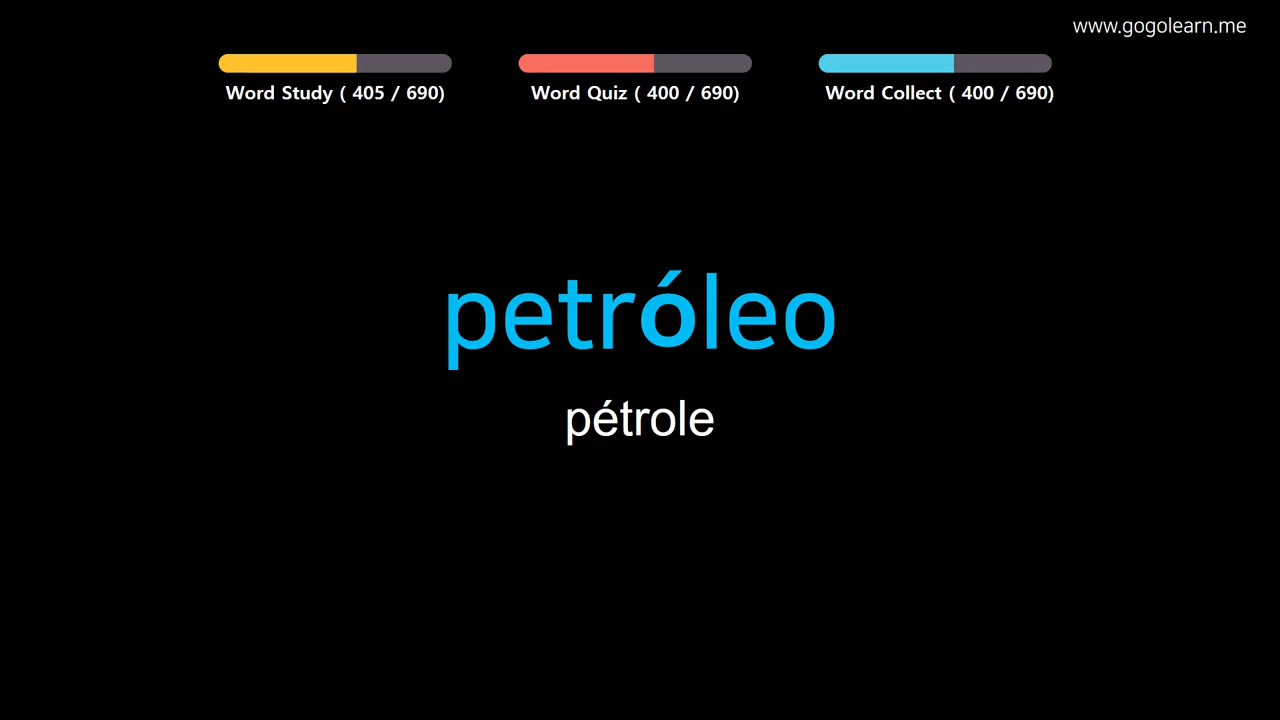 www.gogolearn.me
Word Study ( 405 / 690)
Word Quiz ( 400 / 690)
Word Collect ( 400 / 690)
petróleo
pétrole